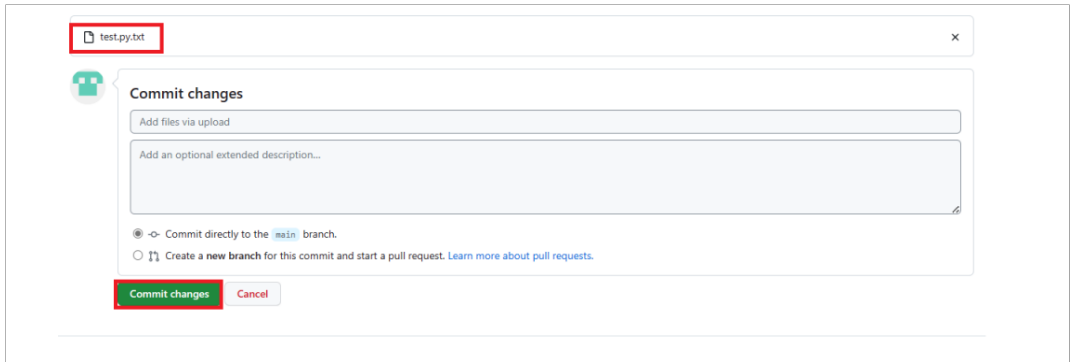 test.py.txt
Commit changes
Add files via upload
Add an optional extended description...
Commit directly to the main branch.
Create a new branch for this commit and start a pull request. Learn more about pull requests.
Commit changes Cancel